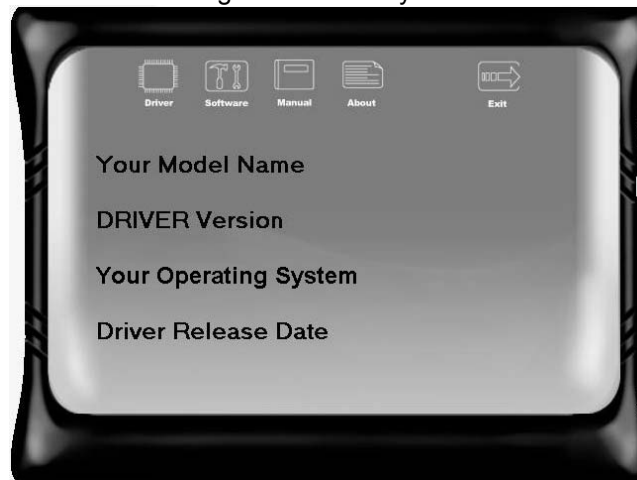 Driver Software Manual About Exit
Your Model Name
DRIVER Version
Your Operating System
Driver Release Date